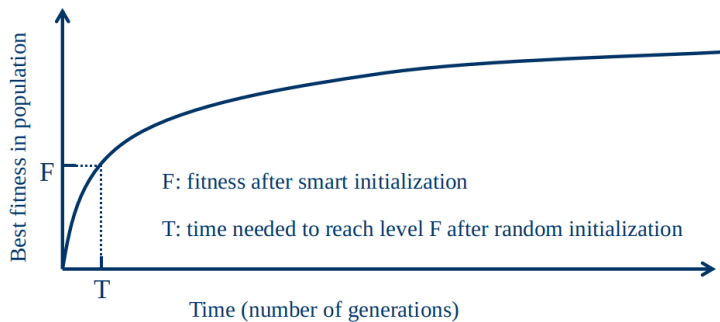 Best fitness in population
F
F: fitness after smart initialization
T: time needed to reach level F after random initialization
T
Time (number of generations)